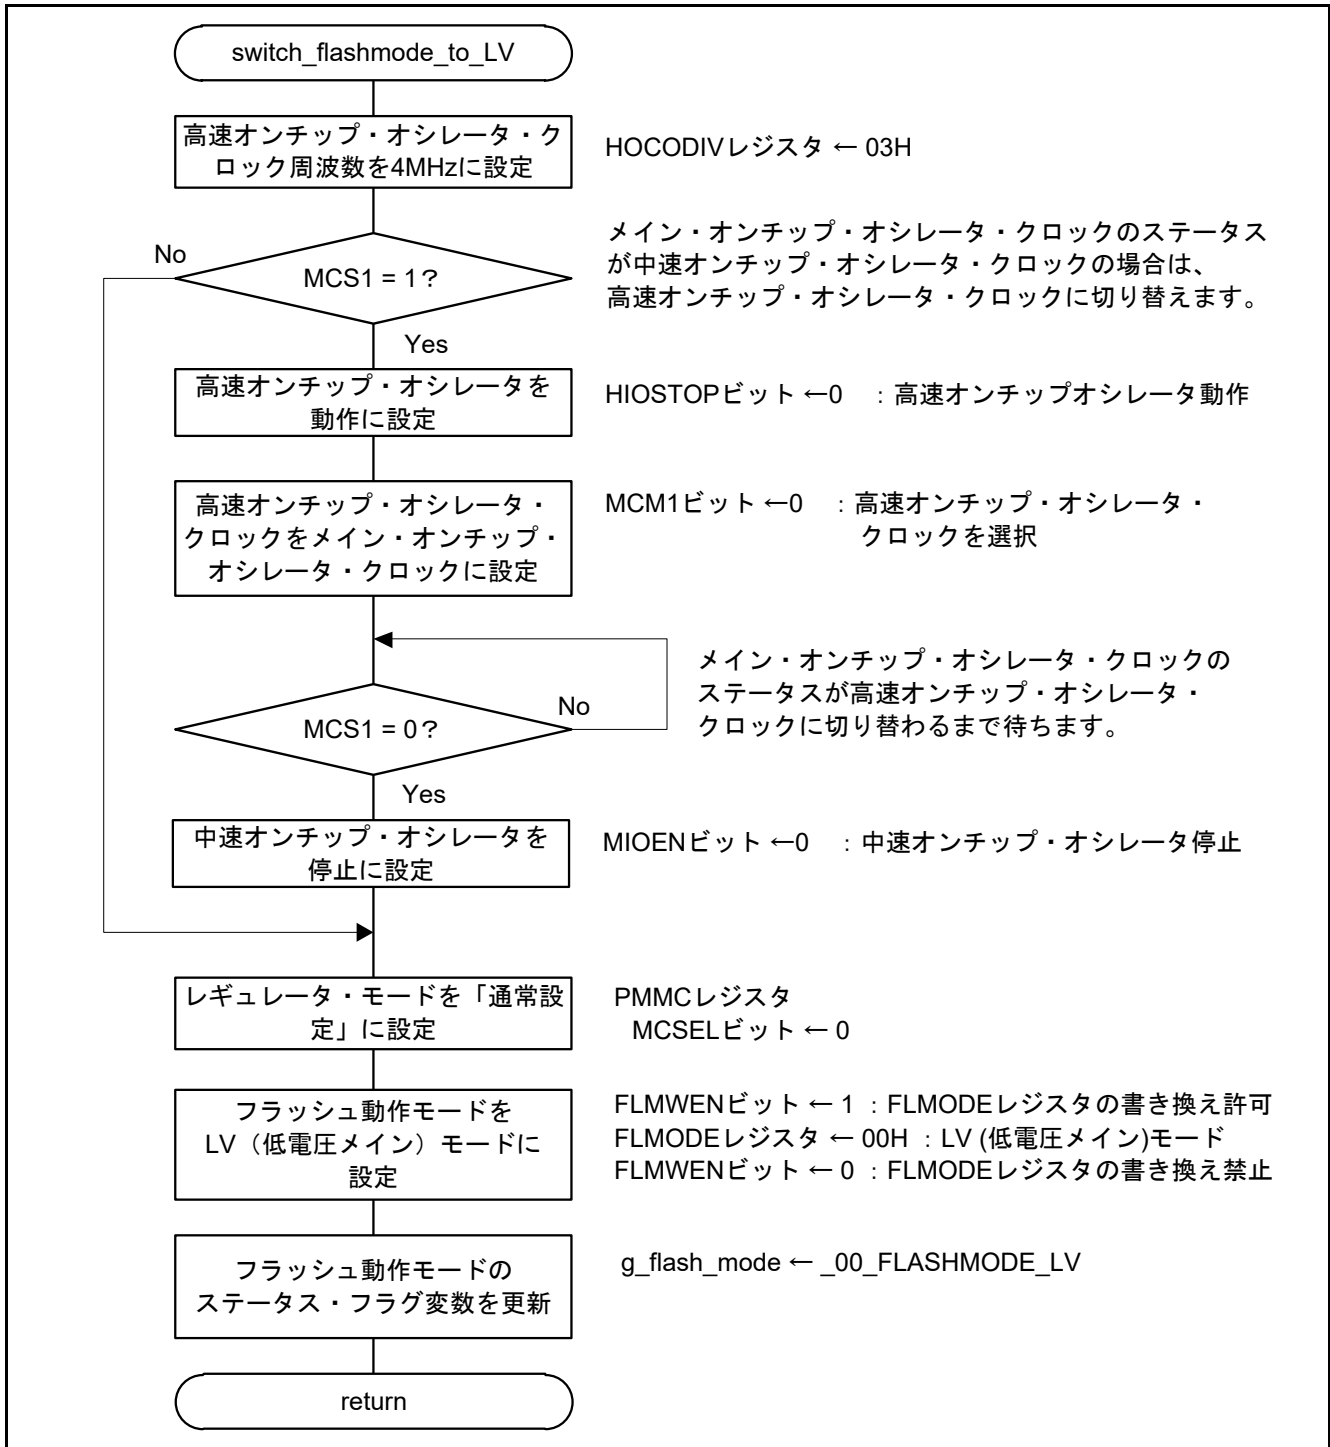 switch_flashmode_to_LV
高速オンチップ・オシレータ・ク
ロック周波数を4MHzに設定
HOCODIVレジスタ ← 03H
No
MCS1 = 1？
メイン・オンチップ・オシレータ・クロックのステータス
が中速オンチップ・オシレータ・クロックの場合は、
高速オンチップ・オシレータ・クロックに切り替えます。
Yes
高速オンチップ・オシレータを
動作に設定
HIOSTOPビット ←0　：高速オンチップオシレータ動作
高速オンチップ・オシレータ・
クロックをメイン・オンチップ・
オシレータ・クロックに設定
MCM1ビット ←0　：高速オンチップ・オシレータ・
クロックを選択
MCS1 = 0？
No
メイン・オンチップ・オシレータ・クロックの
ステータスが高速オンチップ・オシレータ・
クロックに切り替わるまで待ちます。
Yes
中速オンチップ・オシレータを
停止に設定
MIOENビット ←0　：中速オンチップ・オシレータ停止
レギュレータ・モードを「通常設
定」に設定
PMMCレジスタ
MCSELビット ← 0
フラッシュ動作モードを
LV（低電圧メイン）モードに
設定
FLMWENビット ← 1 ：FLMODEレジスタの書き換え許可
FLMODEレジスタ ← 00H ：LV (低電圧メイン)モード
FLMWENビット ← 0 ：FLMODEレジスタの書き換え禁止
フラッシュ動作モードの
ステータス・フラグ変数を更新
g_flash_mode ← _00_FLASHMODE_LV
return